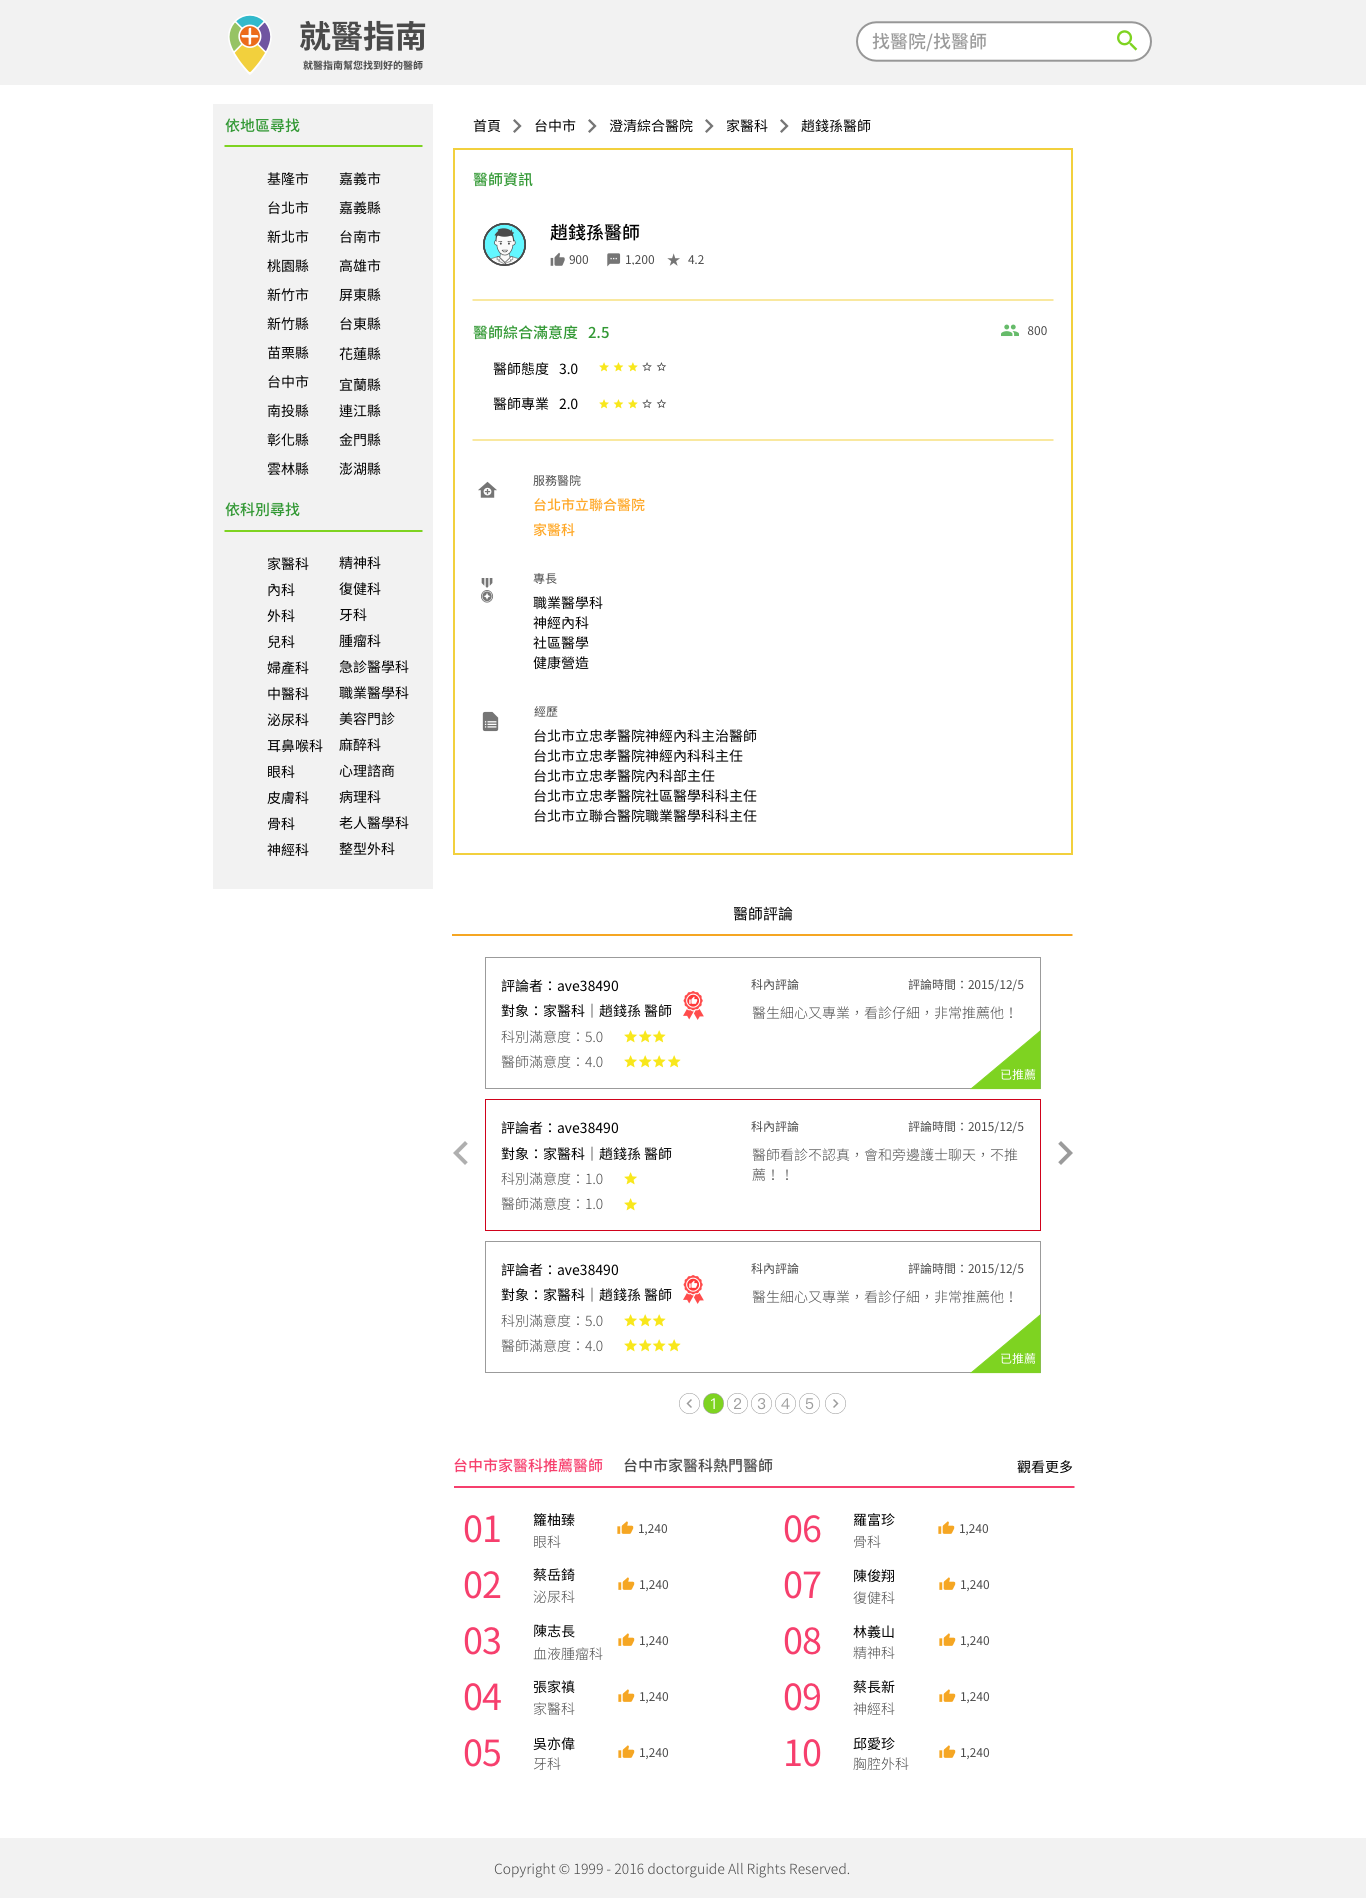 就醫指南
就醫指南幫您找到好的醫師
找醫院/找醫師
依地區尋找
基隆市 嘉義市
台北市 嘉義縣
新北市 台南市
桃園縣 高雄市
新竹市 屏東縣
新竹縣 台東縣
苗栗縣 花蓮縣
台中市 宜蘭縣
南投縣 連江縣
彰化縣 金門縣
雲林縣 澎湖縣
依科別尋找
家醫科 精神科
內科 復健科
外科 牙科
兒科 腫瘤科
婦產科 急診醫學科
中醫科 職業醫學科
泌尿科 美容門診
耳鼻喉科 麻醉科
眼科 心理諮商
皮膚科 病理科
骨科 老人醫學科
神經科 整型外科
首頁 台中市 澄清綜合醫院 家醫科 趙錢孫醫師
醫師資訊
趙錢孫醫師
900 1,200 4.2
醫師綜合滿意度 2.5 800
醫師態度 3.0
醫師專業 2.0
服務醫院
台北市立聯合醫院
家醫科
專長
職業醫學科
神經內科
社區醫學
健康營造
經歷
台北市立忠孝醫院神經內科主治醫師
台北市立忠孝醫院神經內科科主任
台北市立忠孝醫院內科部主任
台北市立忠孝醫院社區醫學科科主任
台北市立聯合醫院職業醫學科科主任
醫師評論
評論者：ave38490 科內評論 評論時間：2015/12/5
對象：家醫科｜趙錢孫 醫師 醫生細心又專業，看診仔細，非常推薦他！
科別滿意度：5.0
醫師滿意度：4.0
已推薦
評論者：ave38490 科內評論 評論時間：2015/12/5
對象：家醫科｜趙錢孫 醫師 醫師看診不認真，會和旁邊護士聊天，不推
薦！！
科別滿意度：1.0
醫師滿意度：1.0
評論者：ave38490 科內評論 評論時間：2015/12/5
對象：家醫科｜趙錢孫 醫師 醫生細心又專業，看診仔細，非常推薦他！
科別滿意度：5.0
醫師滿意度：4.0
已推薦
1 2 3 4 5
台中市家醫科推薦醫師 台中市家醫科熱門醫師 觀看更多
01 籮柚臻 1,240
眼科
06 羅富珍 1,240
骨科
02 蔡岳錡 1,240
泌尿科
07 陳俊翔 1,240
復健科
03 陳志長 1,240
血液腫瘤科
08 林義山 1,240
精神科
04 張家禛 1,240
家醫科
09 蔡長新 1,240
神經科
05 吳亦偉 1,240
牙科
10 邱愛珍 1,240
胸腔外科
Copyright © 1999 - 2016 doctorguide All Rights Reserved.